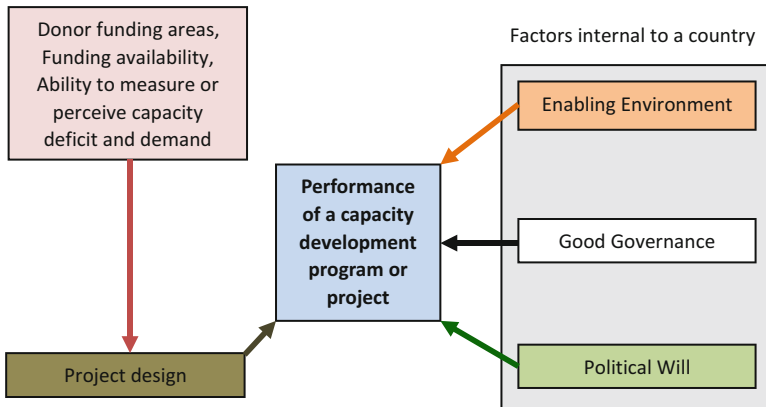 Donor funding areas,
Funding availability,
Ability to measure or
perceive capacity
deficit and demand
Project design
Performance
of a capacity
development
program or
project
Factors internal to a country
Enabling Environment
Good Governance
Political Will